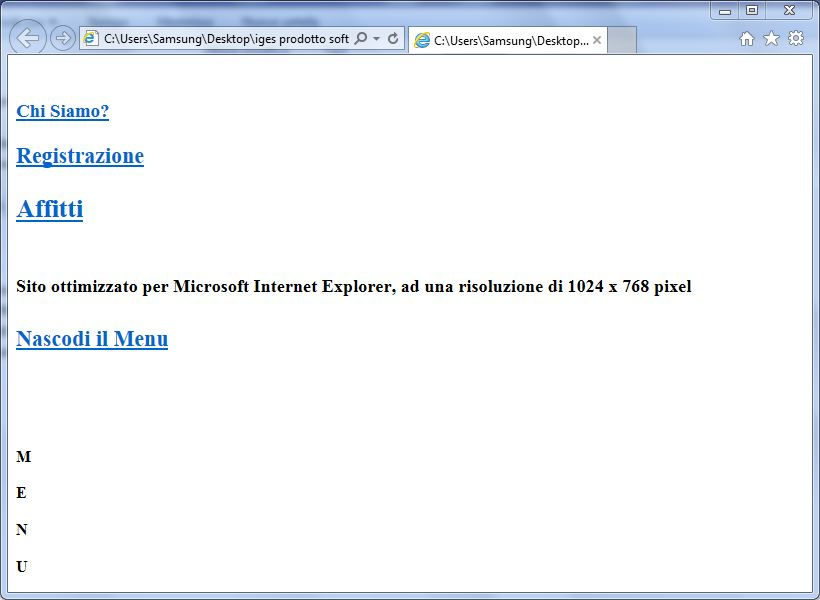 C:\Users\Samsung\Desktop\iges prodotto soft
C:\Users\Samsung\Desktop...
Chi Siamo?
Registrazione
Affitti
Sito ottimizzato per Microsoft Internet Explorer, ad una risoluzione di 1024 x 768 pixel
Nascodi il Menu
M
E
N
U